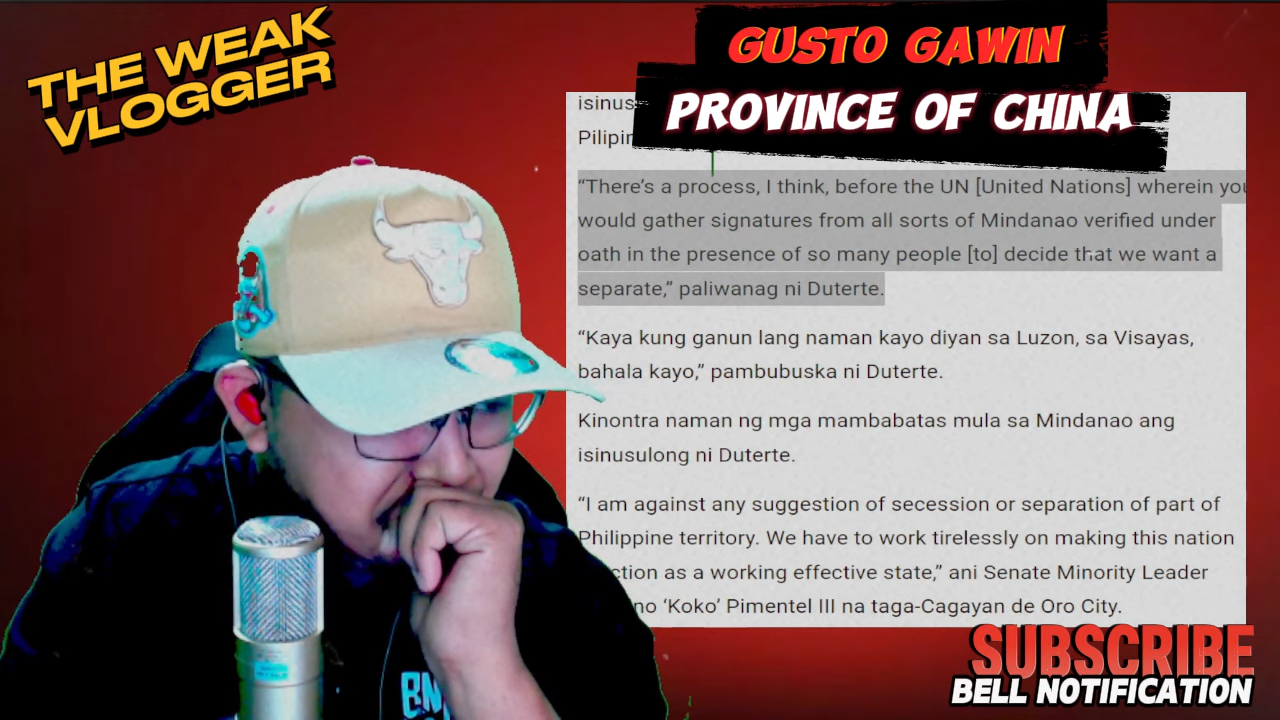 THE WEAK
VLOGGER
GUSTO GAWIN
PROVINCE OF CHINA
“There’s a process, I think, before the UN [United Nations] wherein you
would gather signatures from all sorts of Mindanao verified under
oath in the presence of so many people [to] decide that we want a
separate,” paliwanag ni Duterte.
“Kaya kung ganun lang naman kayo diyan sa Luzon, sa Visayas,
bahala kayo,” pambubuska ni Duterte.
Kinontra naman ng mga mambabatas mula sa Mindanao ang
isinusulong ni Duterte.
“I am against any suggestion of secession or separation of part of
Philippine territory. We have to work tirelessly on making this nation
as a working effective state,” ani Senate Minority Leader
‘Koko’ Pimentel III na taga-Cagayan de Oro City.
SUBSCRIBE
BELL NOTIFICATION